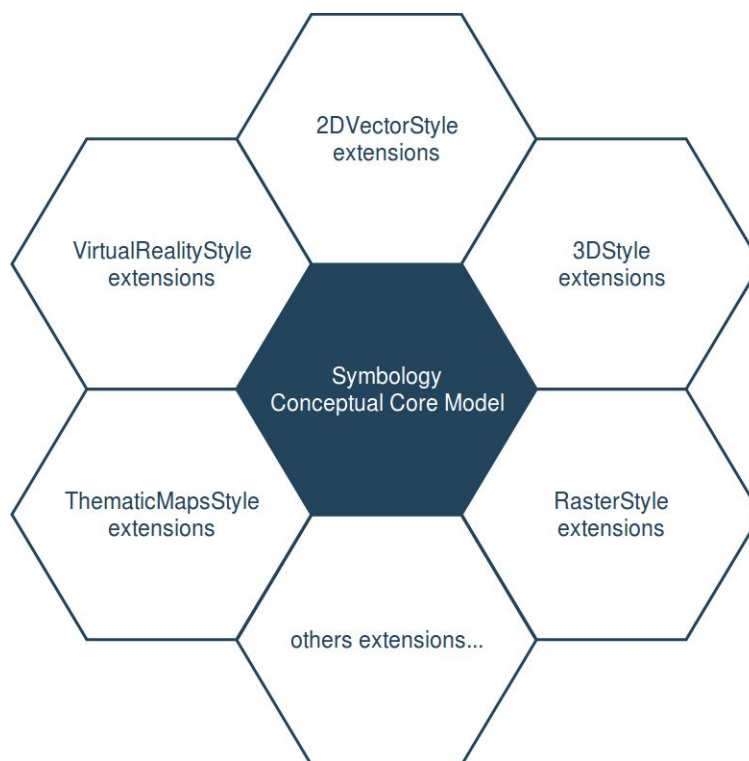 2DVectorStyle
extensions
VirtualRealityStyle
extensions
3DStyle
extensions
Symbology
Conceptual Core Model
ThematicMapsStyle
extensions
RasterStyle
extensions
others extensions...